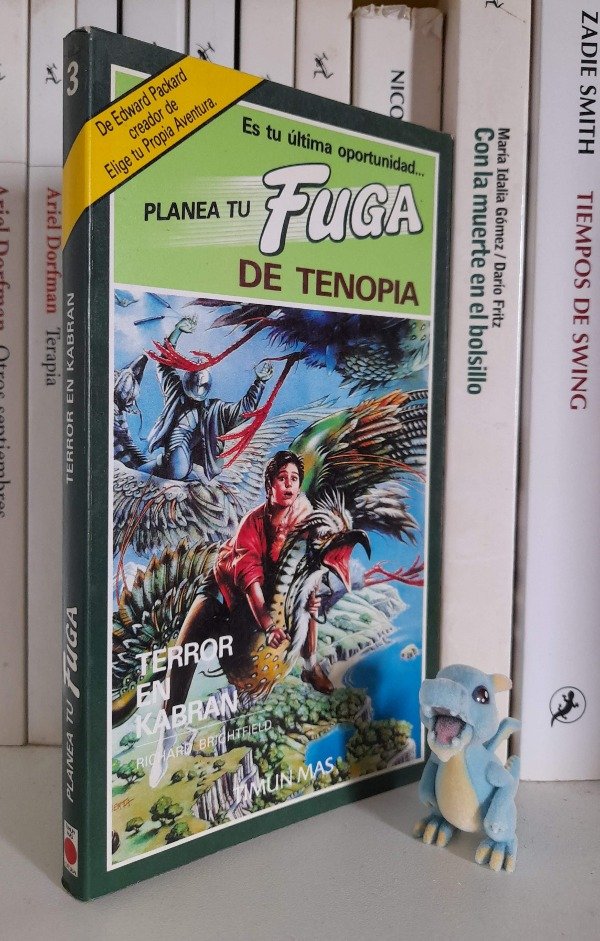 De Edward Packard
creador de
Elige tu Propia Aventura.
Es tu última oportunidad...
PLANEA TU FUGA
DE TENOPIA
TERROR
EN
KABRAN
RICHARD BRIGHTFIELD
TIMUN MAS
3
TERROR EN KABRAN
PLANEA TU FUGA
Ariel Dorfman Otros septiembres
Ariel Dorfman Terapia
NICO
María Idalia Gómez / Darío Fritz
Con la muerte en el bolsillo
ZADIE SMITH
TIEMPOS DE SWING